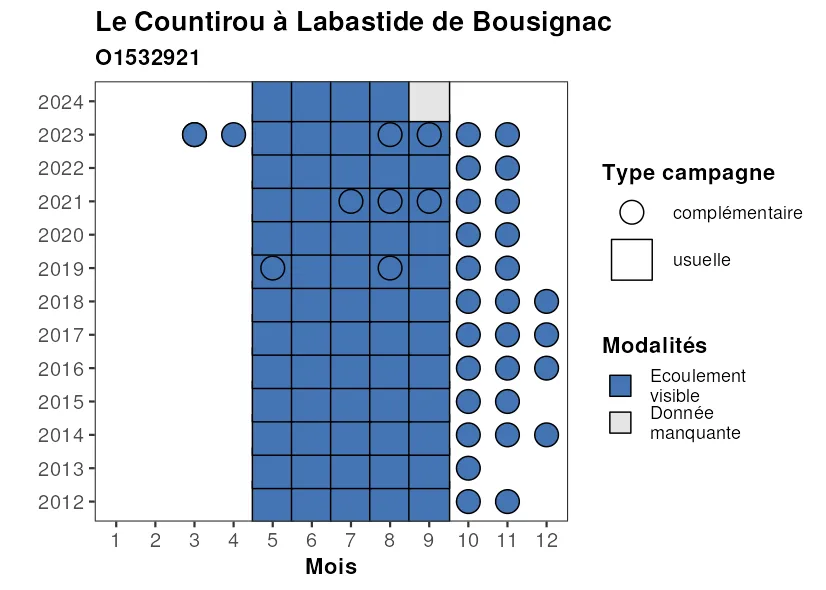 Le Countirou à Labastide de Bousignac
O1532921
2024
2023
2022
2021
2020
2019
2018
2017
2016
2015
2014
2013
2012
1 2 3 4 5 6 7 8 9 10 11 12
Mois
Type campagne
complémentaire
usuelle
Modalités
Ecoulement
visible
Donnée
manquante